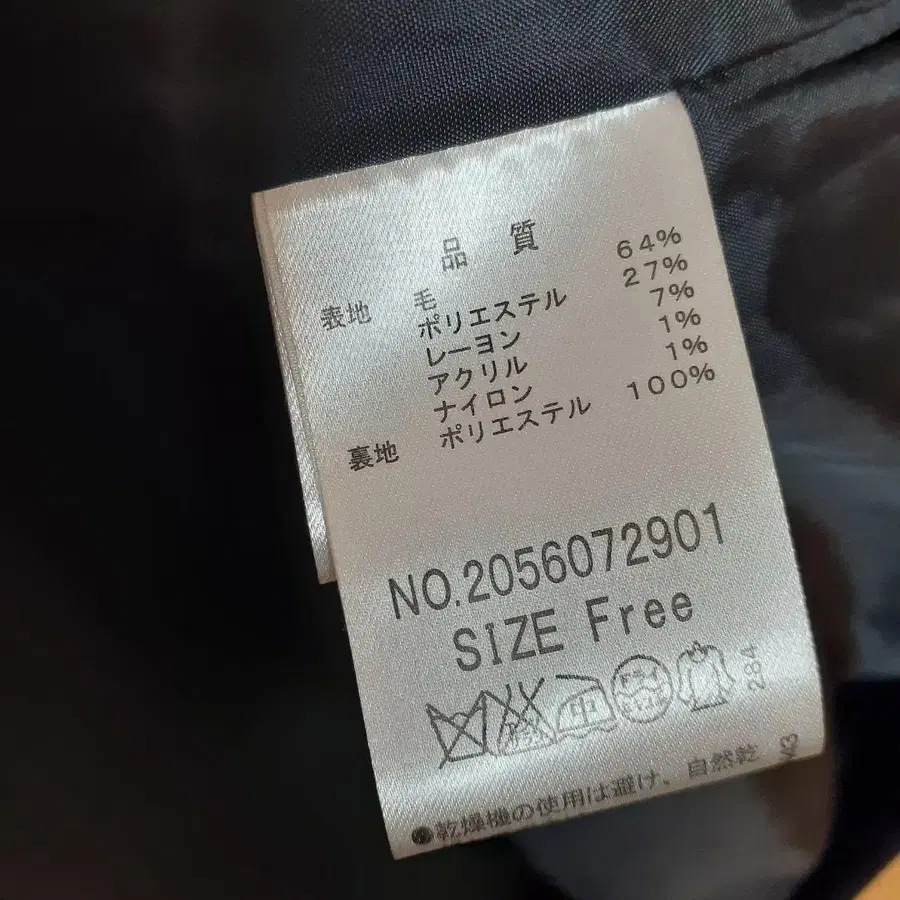 品 質
表地 毛 64%
ポリエステル 27%
レーヨン 7%
アクリル 1%
ナイロン 1%
裏地 ポリエステル 100%
NO.2056072901
SIZE Free
中
284
●乾燥機の使用は避け、自然乾